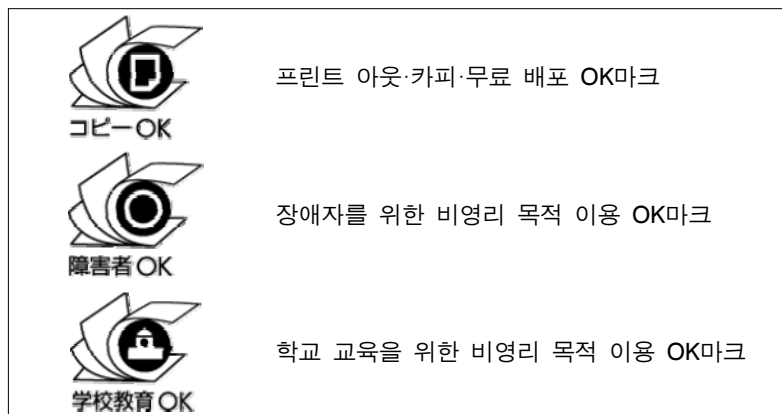 프린트 아웃·카피·무료 배포 OK마크
コピーOK
장애자를 위한 비영리 목적 이용 OK마크
障害者OK
학교 교육을 위한 비영리 목적 이용 OK마크
学校教育OK